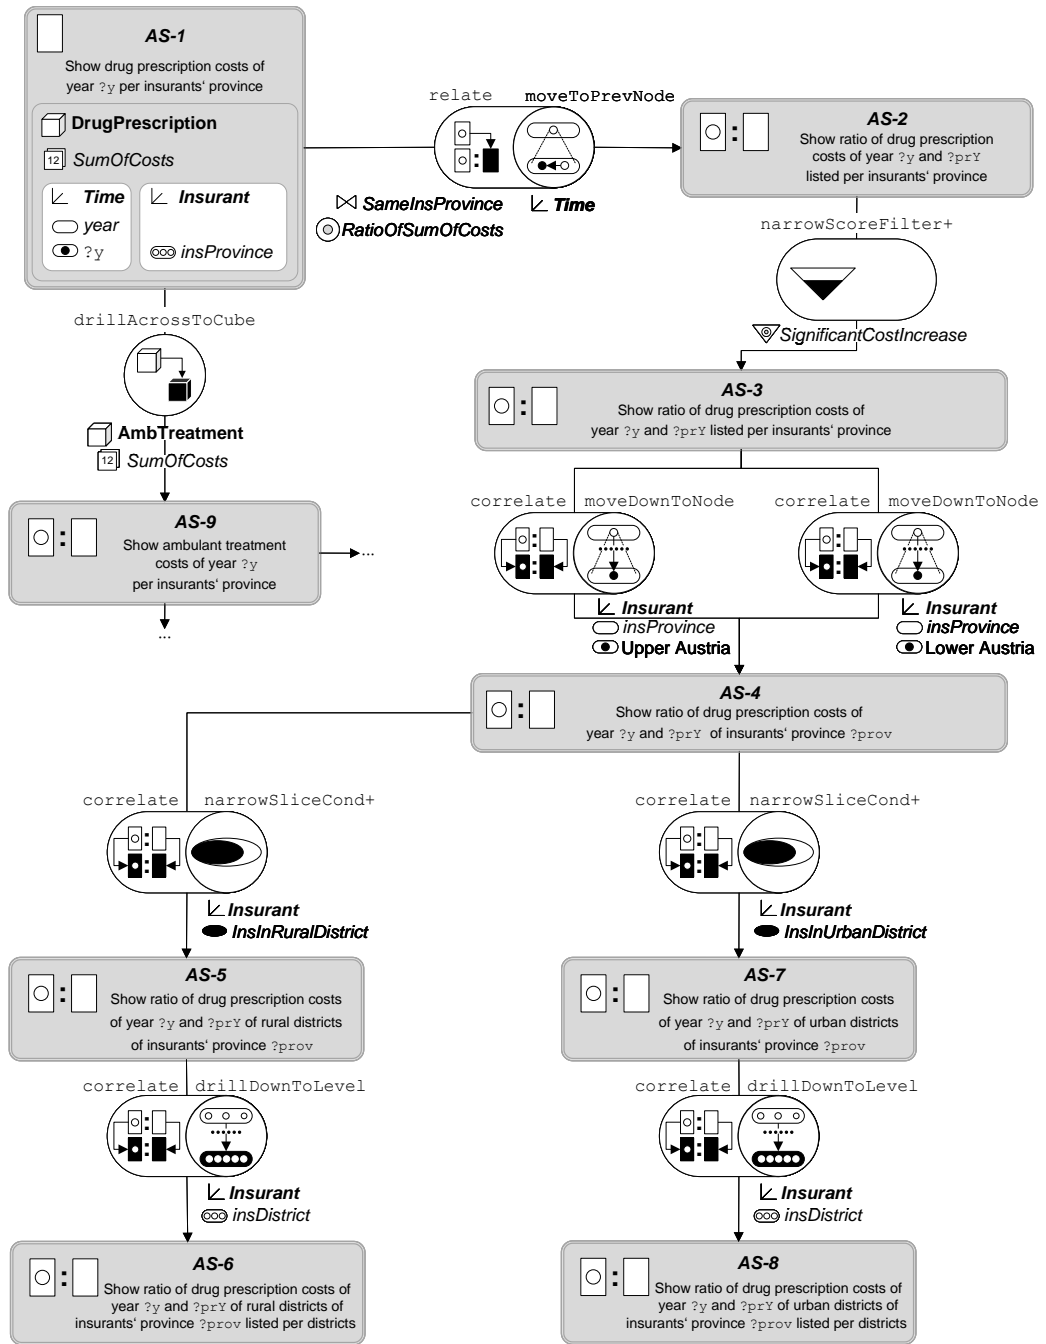 AS-1
Show drug prescription costs of
year ?y per insurants' province
DrugPrescription
12 SumOfCosts
Time
year
?y
Insurant
insProvince
relate moveToPrevNode
SameInsProvince
RatioOfSumOfCosts
Time
AS-2
Show ratio of drug prescription
costs of year ?y and ?prY
listed per insurants' province
narrowScoreFilter+
SignificantCostIncrease
drillAcrossToCube
AmbTreatment
12 SumOfCosts
AS-3
Show ratio of drug prescription costs of
year ?y and ?prY listed per insurants' province
AS-9
Show ambulant treatment
costs of year ?y
per insurants' province
...
...
correlate moveDownToNode
Insurant
insProvince
Upper Austria
correlate moveDownToNode
Insurant
insProvince
Lower Austria
AS-4
Show ratio of drug prescription costs of
year ?y and ?prY of insurants' province ?prov
correlate narrowSliceCond+
Insurant
InsInRuralDistrict
correlate narrowSliceCond+
Insurant
InsInUrbanDistrict
AS-5
Show ratio of drug prescription costs
of year ?y and ?prY of rural districts
of insurants' province ?prov
AS-7
Show ratio of drug prescription costs
of year ?y and ?prY of urban districts
of insurants' province ?prov
correlate drillDownToLevel
Insurant
insDistrict
correlate drillDownToLevel
Insurant
insDistrict
AS-6
Show ratio of drug prescription costs of
year ?y and ?prY of rural districts of
insurants' province ?prov listed per districts
AS-8
Show ratio of drug prescription costs of
year ?y and ?prY of urban districts of
insurants' province ?prov listed per districts